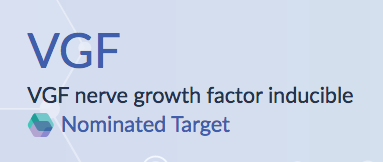 VGF
VGF nerve growth factor inducible
Nominated Target